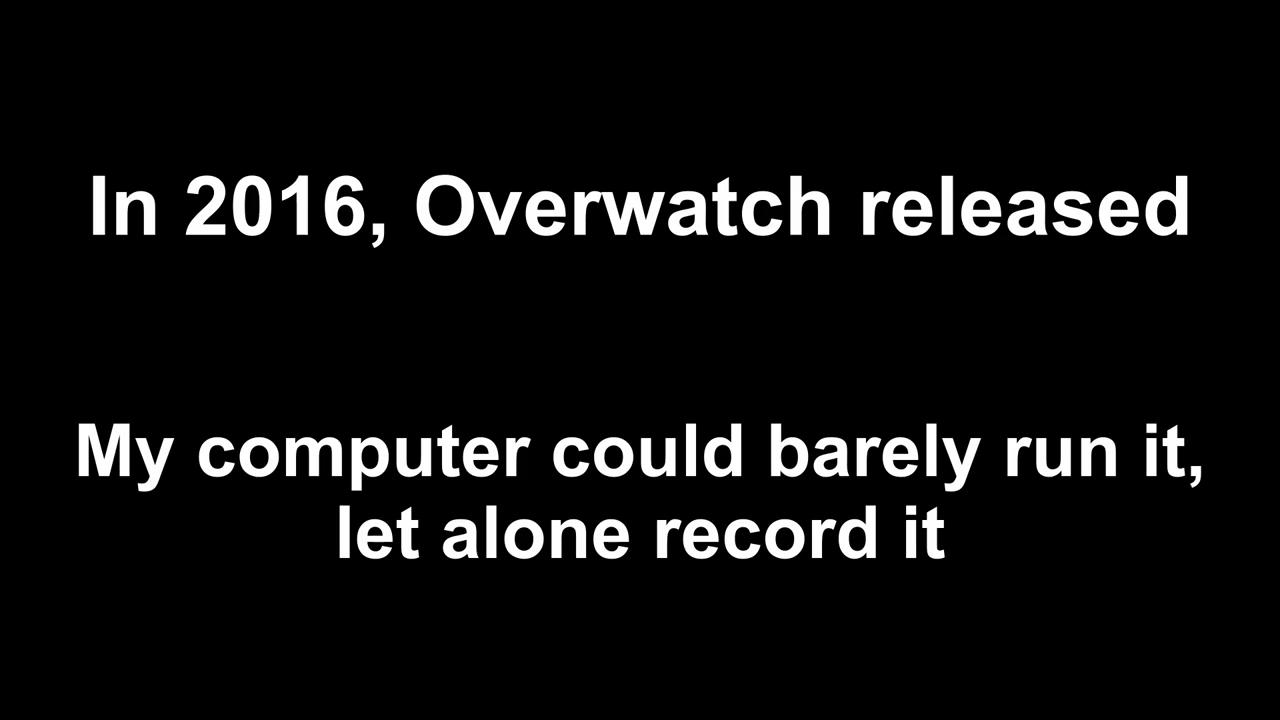 In 2016, Overwatch released
My computer could barely run it,
let alone record it